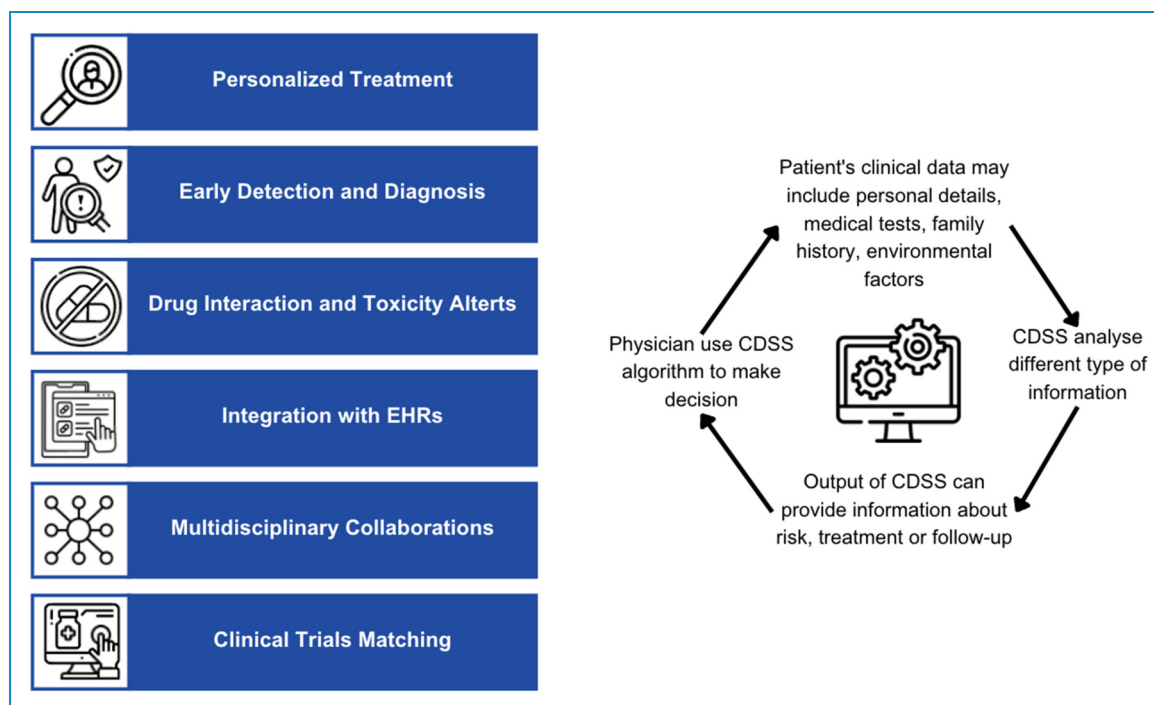 Personalized Treatment
Early Detection and Diagnosis
Drug Interaction and Toxicity Alterts
Integration with EHRs
Multidisciplinary Collaborations
Clinical Trials Matching
Patient's clinical data may
include personal details,
medical tests, family
history, environmental
factors
CDSS analyse
different type of
information
Output of CDSS can
provide information about
risk, treatment or follow-up
Physician use CDSS
algorithm to make
decision